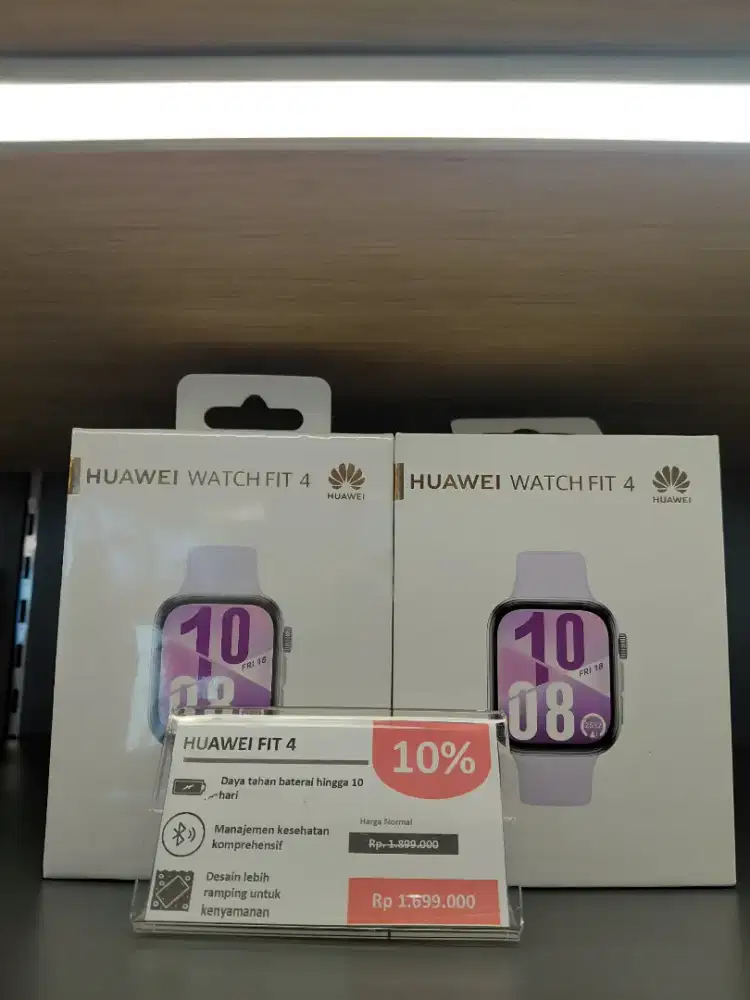 HUAWEI WATCH FIT 4
HUAWEI
10
FRI 18
08
HUAWEI WATCH FIT 4
HUAWEI
10
FRI 18
08
HUAWEI FIT 4
10%
Daya tahan baterai hingga 10
hari
Manajemen kesehatan
komprehensif
Harga Normal
Rp. 1.899.000
Desain lebih
ramping untuk
kenyamanan
Rp 1.699.000